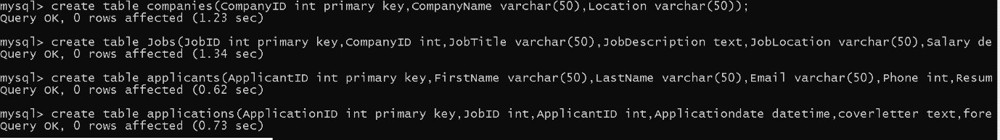 mysql> create table companies(CompanyID int primary key,CompanyName varchar(50),Location varchar(50));
Query OK, 0 rows affected (1.23 sec)
mysql> create table Jobs(JobID int primary key,CompanyID int,JobTitle varchar(50),JobDescription text,JobLocation varchar(50),Salary de
Query OK, 0 rows affected (1.34 sec)
mysql> create table applicants(ApplicantID int primary key,FirstName varchar(50),LastName varchar(50),Email varchar(50),Phone int,Resum
Query OK, 0 rows affected (0.62 sec)
mysql> create table applications(ApplicationID int primary key,JobID int,ApplicantID int,Applicationdate datetime,coverletter text,fore
Query OK, 0 rows affected (0.73 sec)